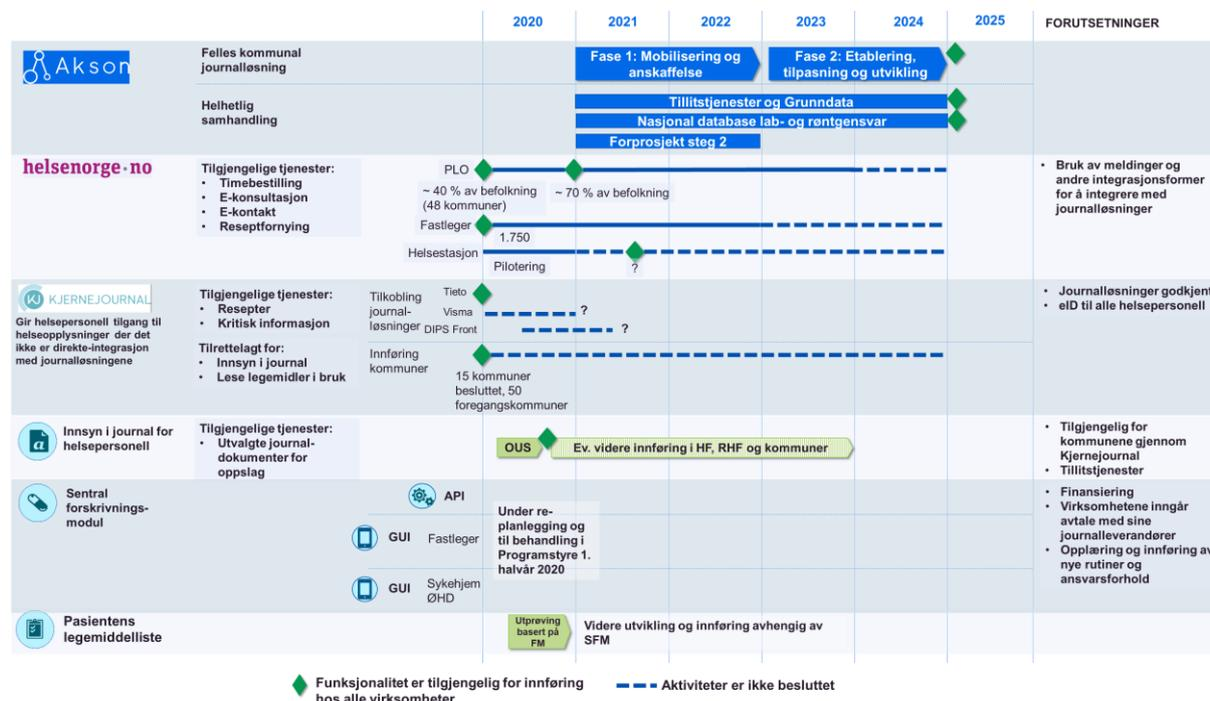 2020 2021 2022 2023 2024 2025 FORUTSETNINGER
Akson
Felles kommunal
journalløsning
Fase 1: Mobilisering og
anskaffelse
Fase 2: Etablering,
tilpasning og utvikling
Helhetlig
samhandling
Tillitstjenester og Grunndata
Nasjonal database lab- og røntgensvar
Forprosjekt steg 2
helsenorge·no
Tilgjengelige tjenester:
• Timebestilling
• E-konsultasjon
• E-kontakt
• Reseptfornying
PLO
~ 40 % av befolkning
(48 kommuner)
~ 70 % av befolkning
Fastleger
1.750
Helsestasjon
Pilotering
?
• Bruk av meldinger og
andre integrasjonsformer
for å integrere med
journalløsninger
KJ KJERNEJOURNAL
Gir helsepersonell tilgang til
helseopplysninger der det
ikke er direkte-integrasjon
med journalløsningene
Tilgjengelige tjenester:
• Resepter
• Kritisk informasjon
Tilrettelagt for:
• Innsyn i journal
• Lese legemidler i bruk
Tilkobling
journal-
løsninger
Tieto
Visma
?
DIPS Front
?
Innføring
kommuner
15 kommuner
besluttet, 50
foregangskommuner
• Journalløsninger godkjent
• eID til alle helsepersonell
Innsyn i journal for
helsepersonell
Tilgjengelige tjenester:
• Utvalgte journal-
dokumenter for
oppslag
OUS
Ev. videre innføring i HF, RHF og kommuner
• Tilgjengelig for
kommunene gjennom
Kjernejournal
• Tillitstjenester
Sentral
forskrivnings-
modul
API
GUI Fastleger
GUI Sykehjem
ØHD
Under re-
planlegging og
til behandling i
Programstyre 1.
halvår 2020
• Finansiering
• Virksomhetene inngår
avtale med sine
journalleverandører
• Opplæring og innføring av
nye rutiner og
ansvarsforhold
Pasientens
legemiddelliste
Utprøving
basert på
FM
Videre utvikling og innføring avhengig av
SFM
Funksjonalitet er tilgjengelig for innføring
hos alle virksomheter
Aktiviteter er ikke besluttet